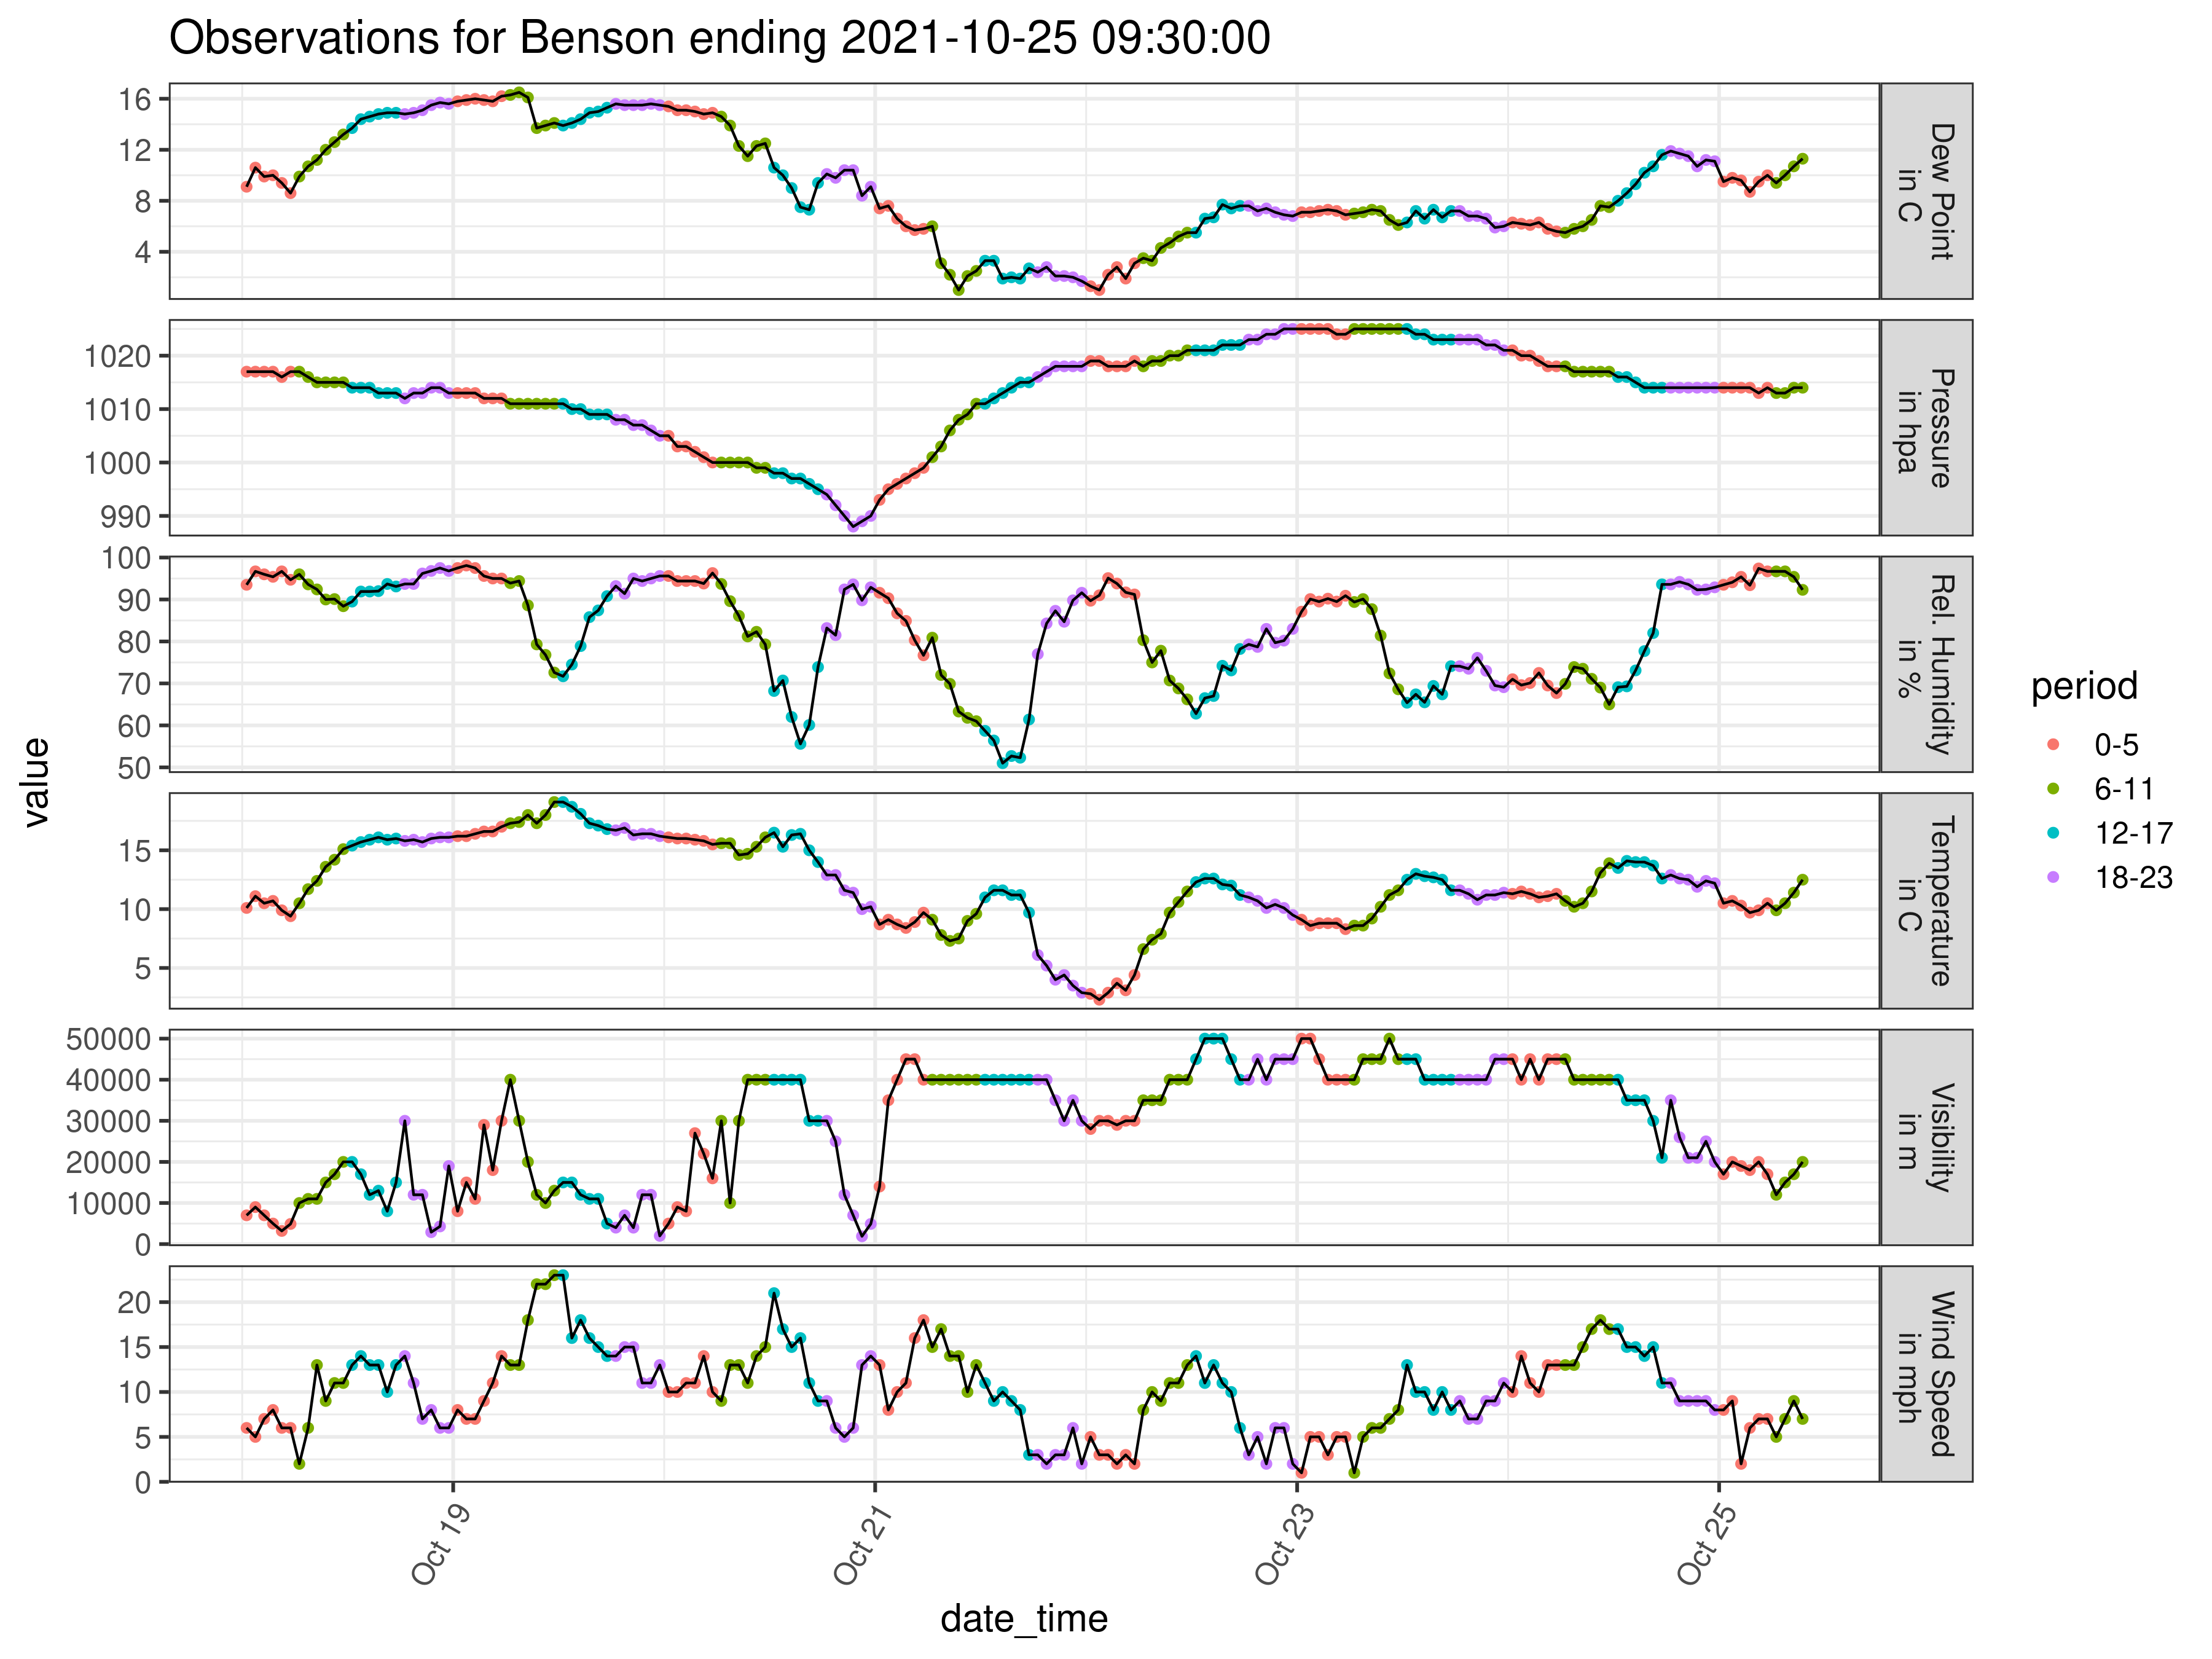 Observations for Benson ending 2021-10-25 09:30:00
value
16
12
8
4
Dew Point
in C
1020
1010
1000
990
Pressure
in hpa
100
90
80
70
60
50
Rel. Humidity
in %
15
10
5
Temperature
in C
50000
40000
30000
20000
10000
0
Visibility
in m
20
15
10
5
0
Wind Speed
in mph
Oct 19
Oct 21
Oct 23
Oct 25
date_time
period
0-5
6-11
12-17
18-23